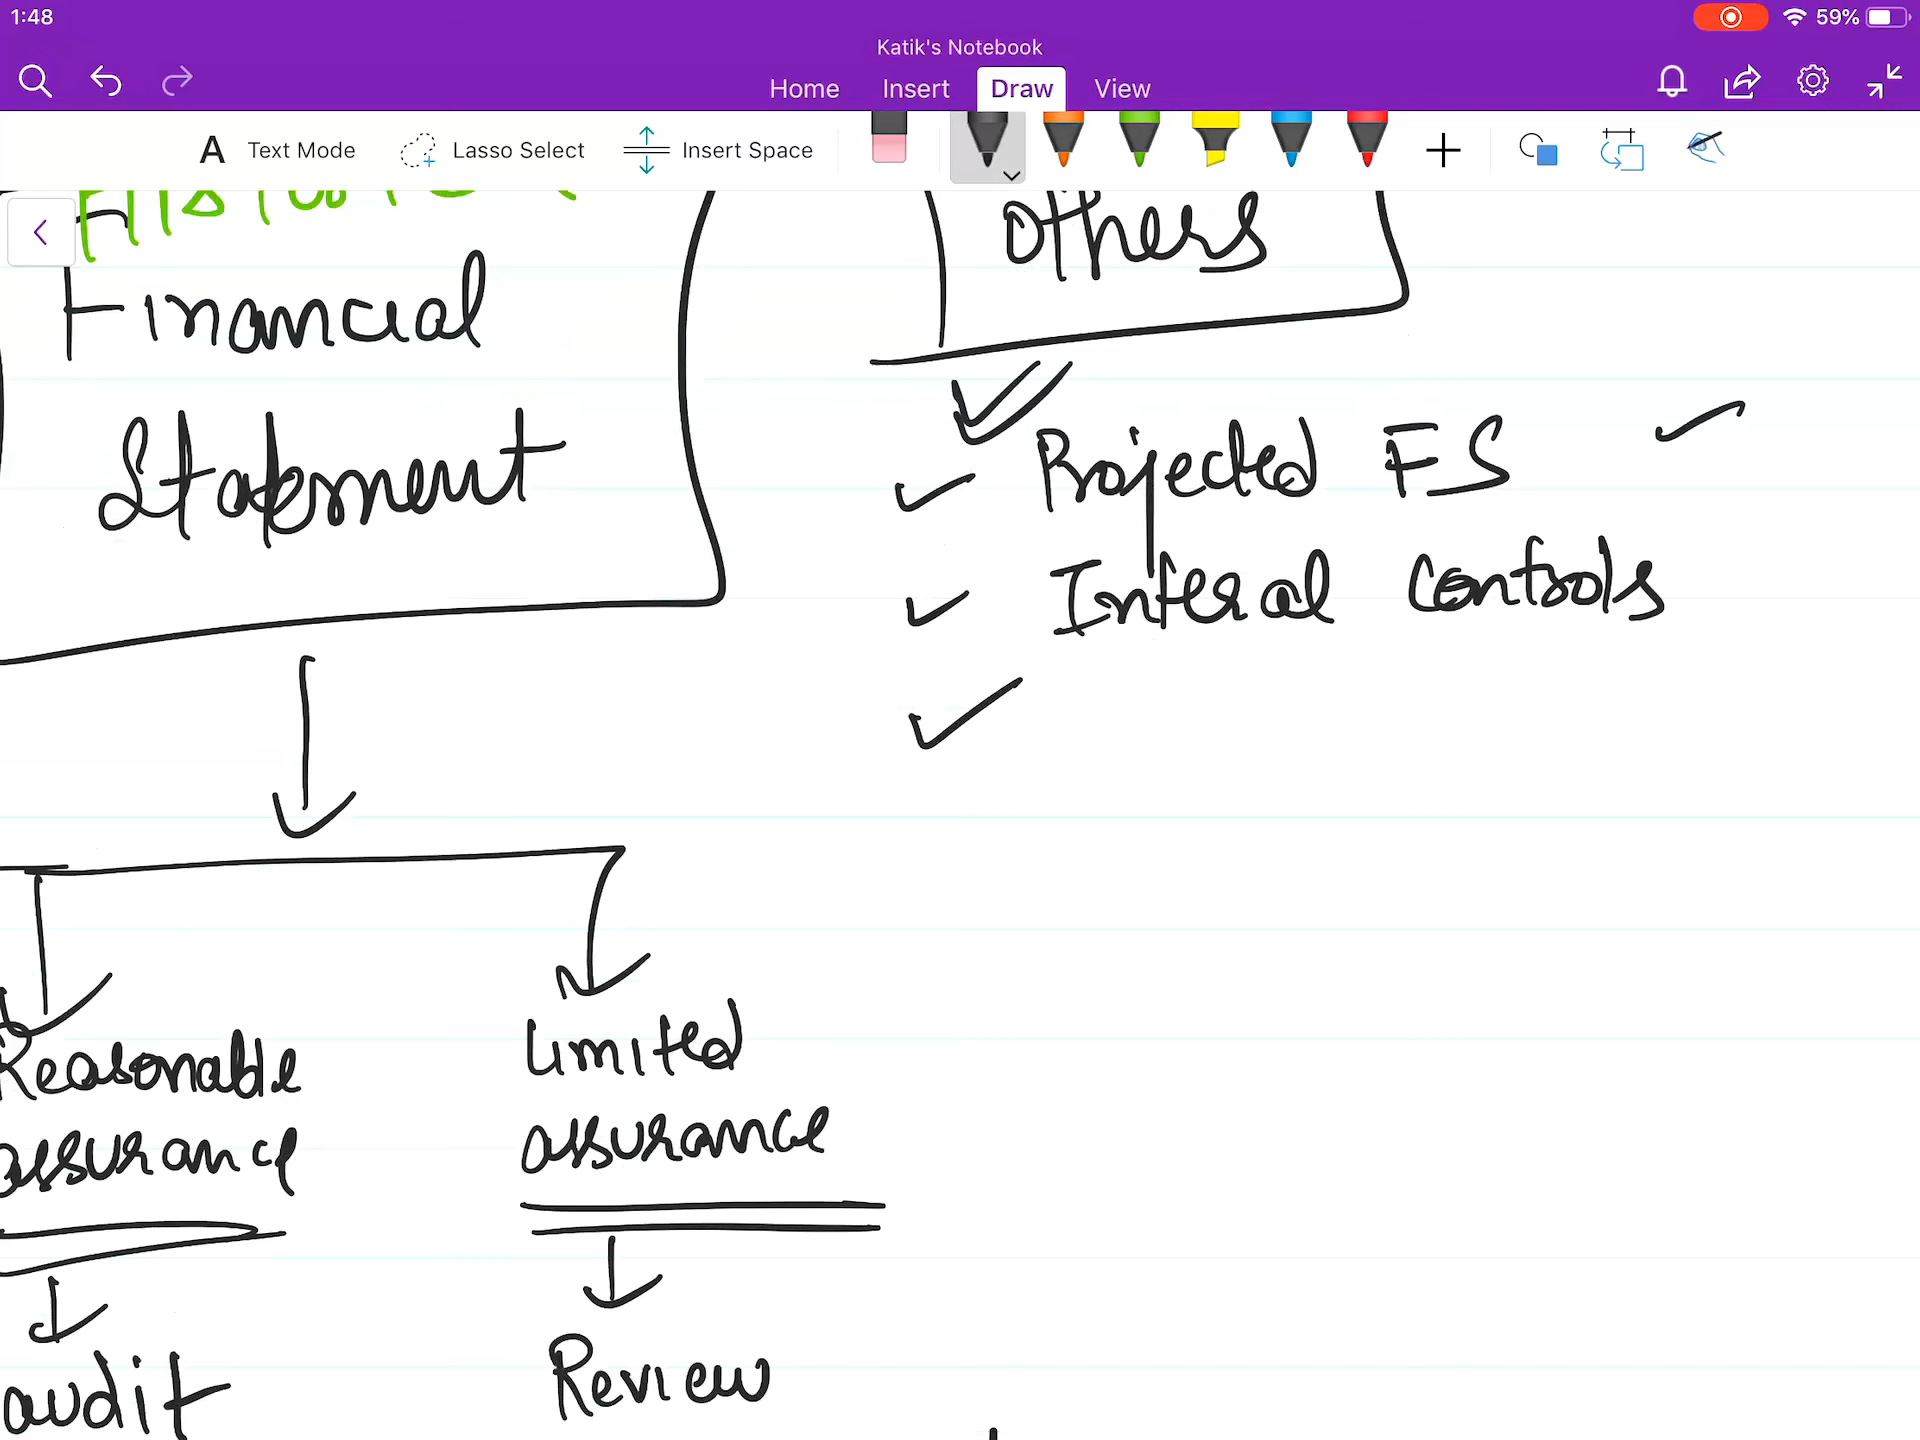 1:48
59%
Katik's Notebook
Home Insert Draw View
A Text Mode Lasso Select Insert Space
Others
Financial
Statement
Projected FS
Interal controls
Reasonable
assurance
Limited
assurance
audit
Review